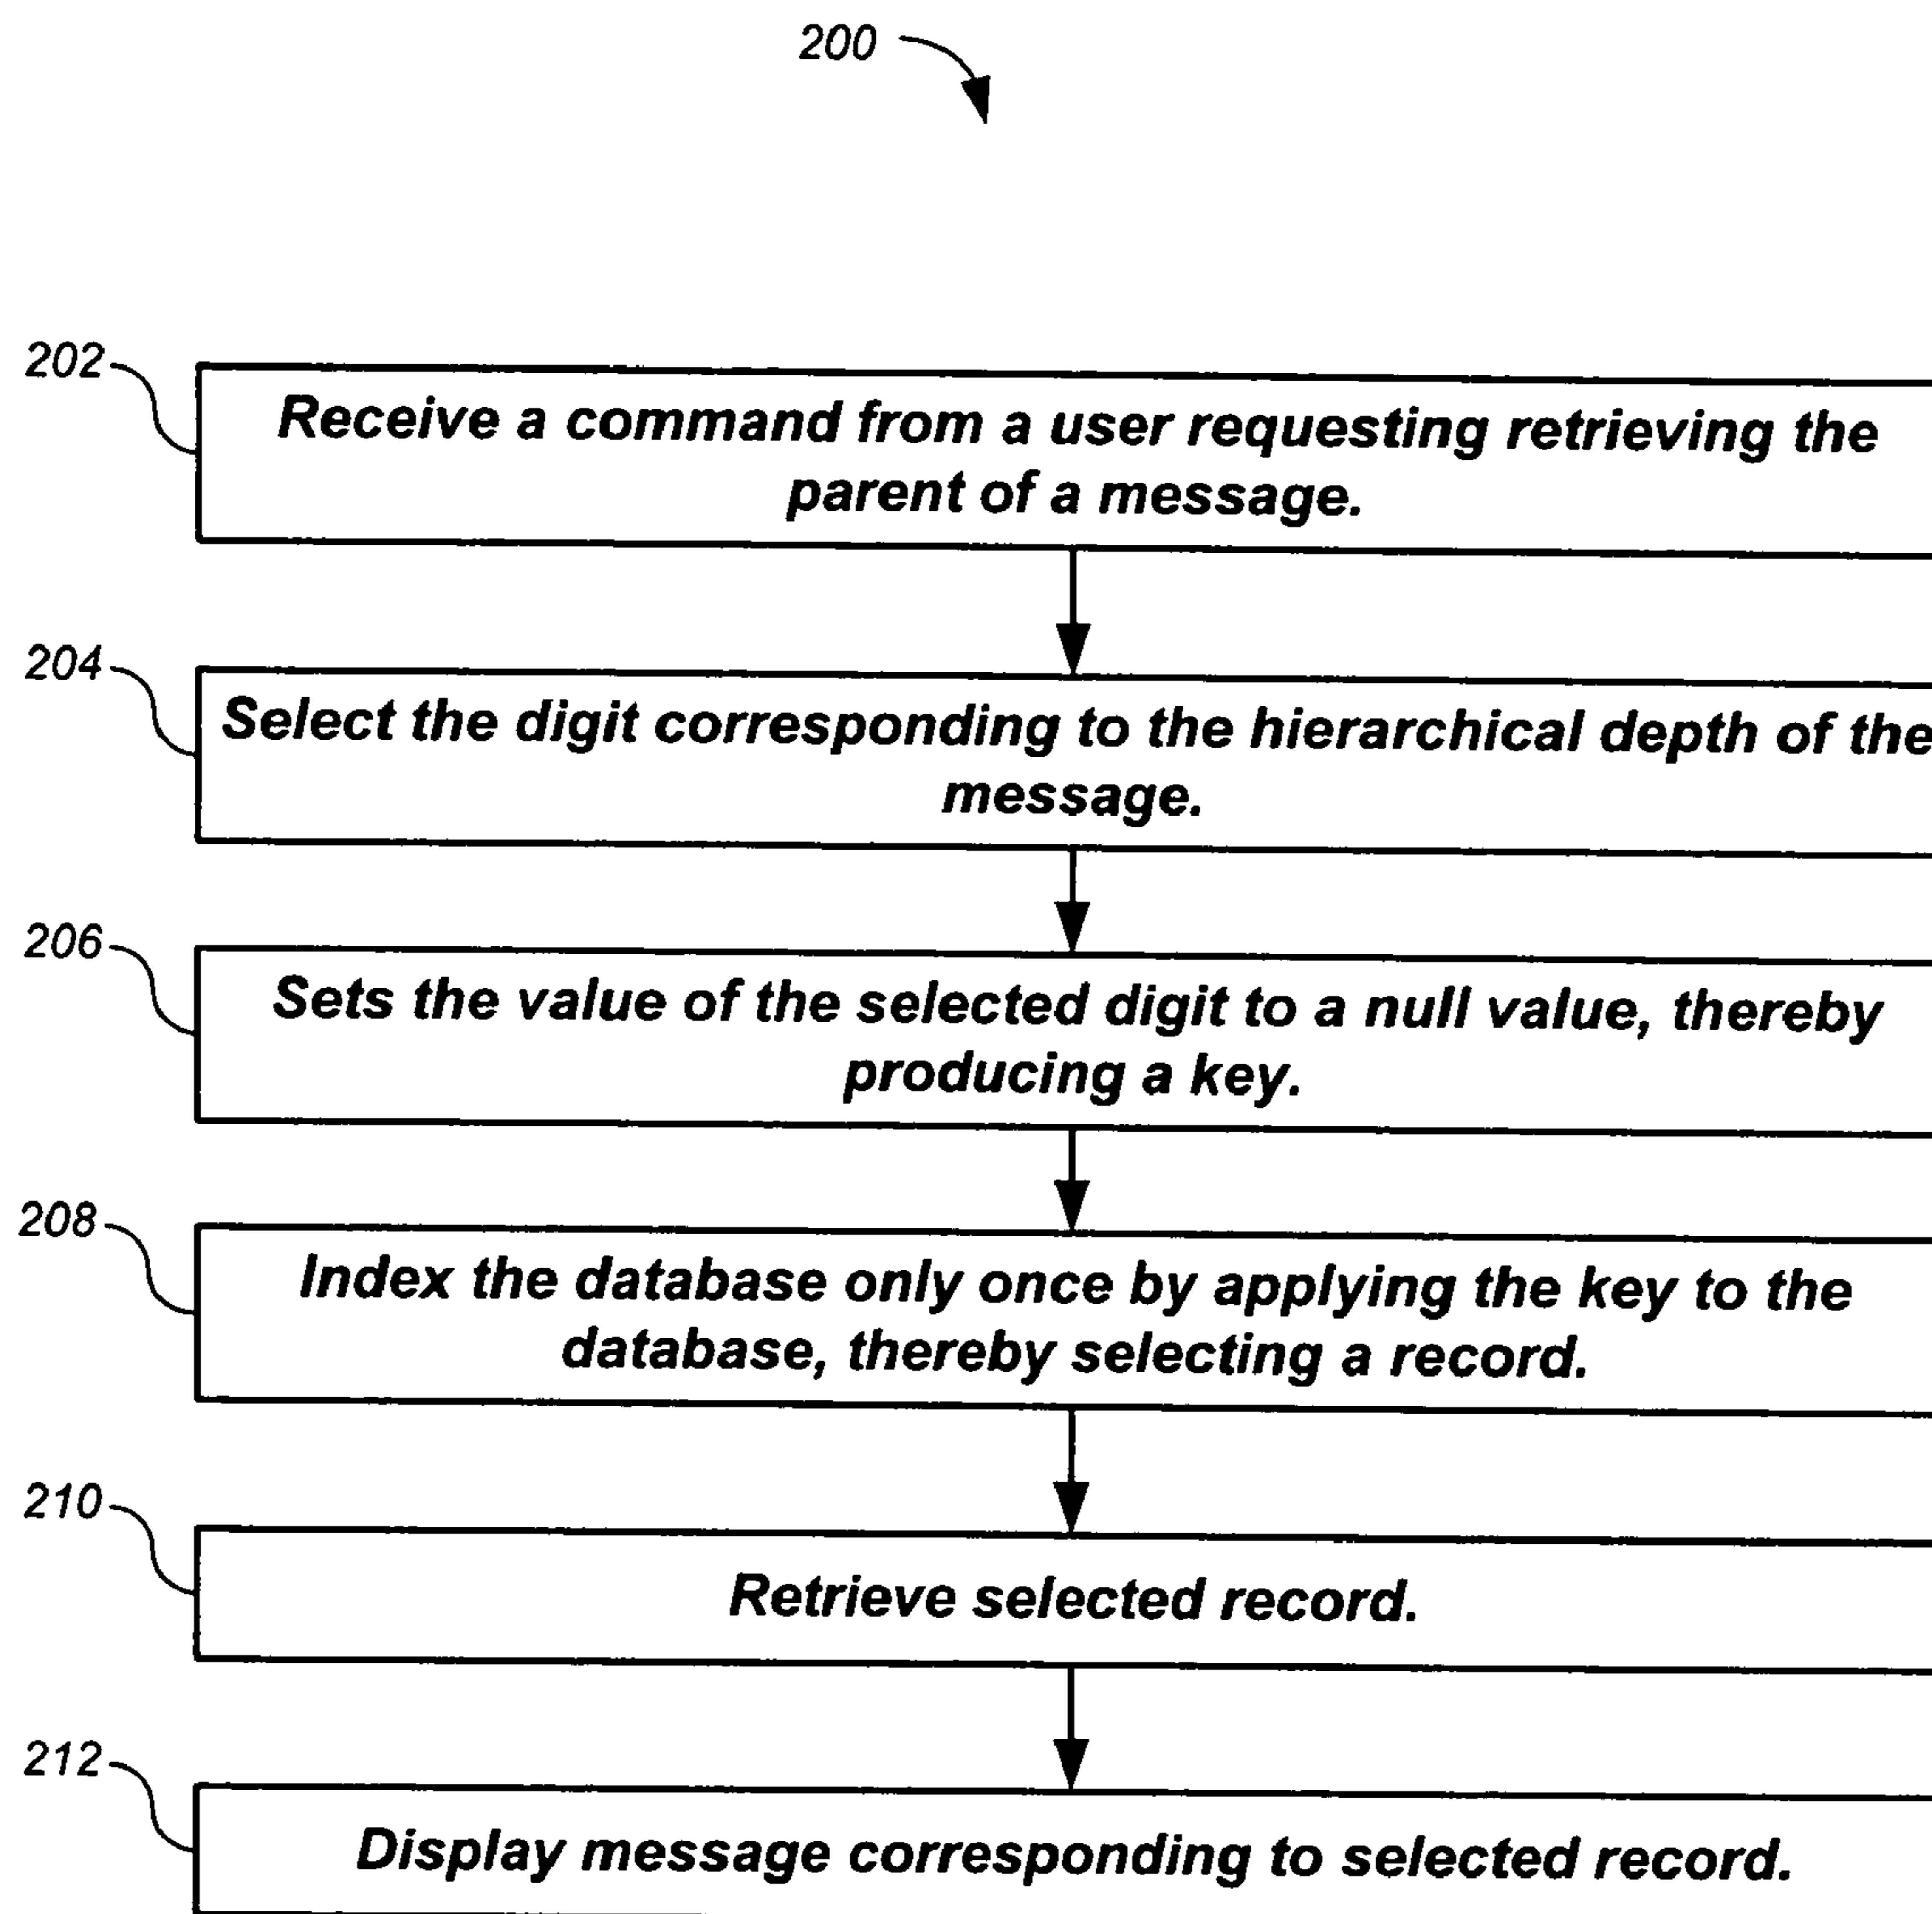 200
202
Receive a command from a user requesting retrieving the
parent of a message.
204
Select the digit corresponding to the hierarchical depth of the
message.
206
Sets the value of the selected digit to a null value, thereby
producing a key.
208
Index the database only once by applying the key to the
database, thereby selecting a record.
210
Retrieve selected record.
212
Display message corresponding to selected record.